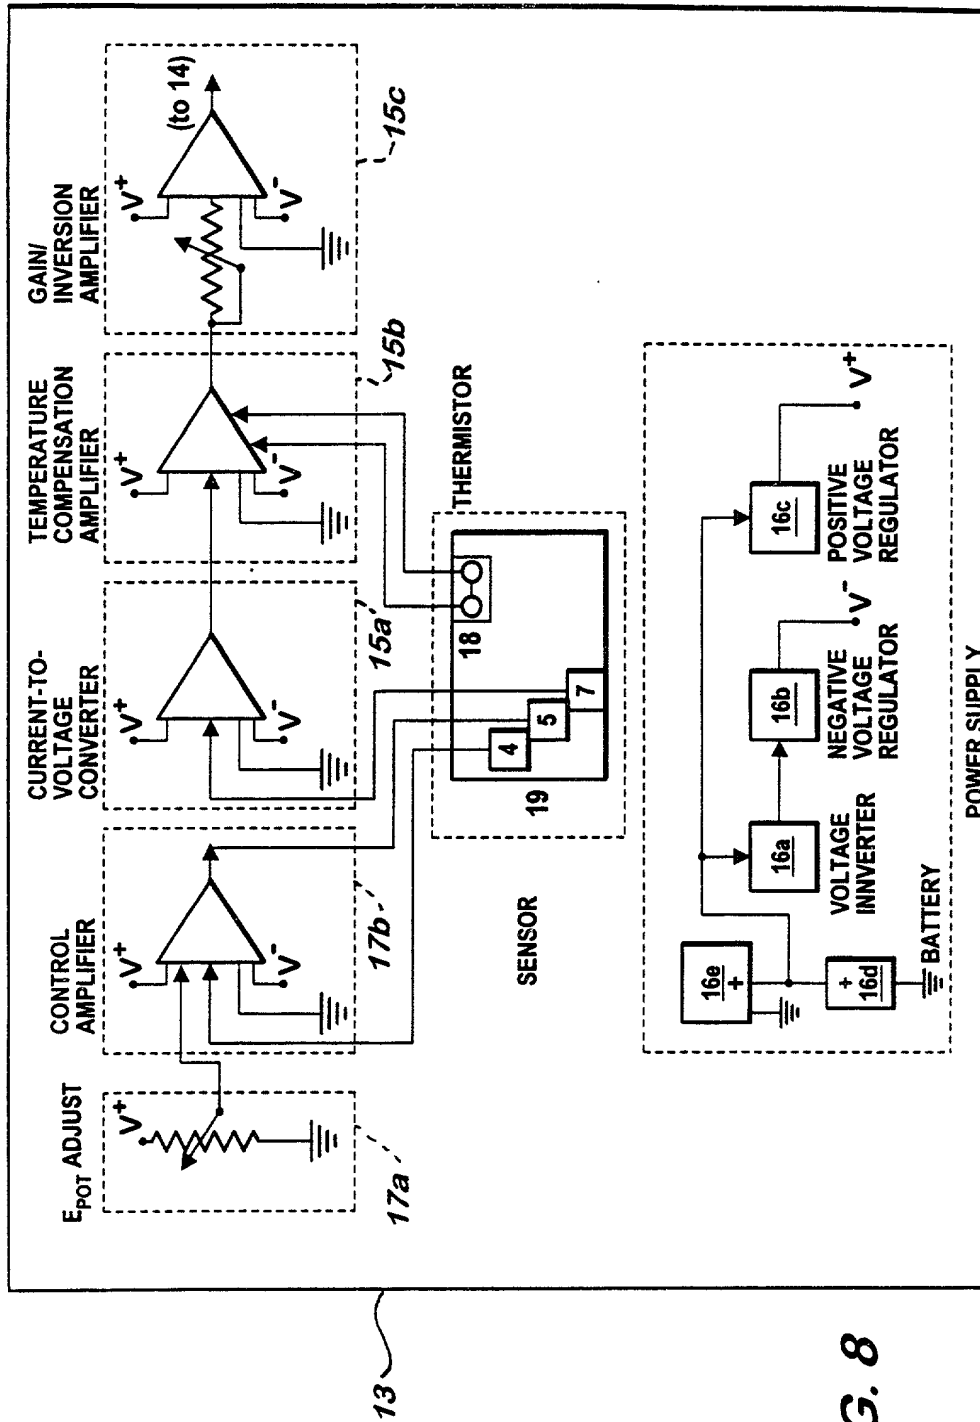 E_POT ADJUST
V+
17a
CONTROL
AMPLIFIER
V+
V-
17b
CURRENT-TO-
VOLTAGE
CONVERTER
V+
V-
15a
TEMPERATURE
COMPENSATION
AMPLIFIER
V+
V-
15b
GAIN/
INVERSION
AMPLIFIER
V+
V-
(to 14)
15c
SENSOR
19
4
5
7
18
THERMISTOR
16e
+
+
16d
BATTERY
16a
VOLTAGE
INNVERTER
16b
V-
NEGATIVE
VOLTAGE
REGULATOR
16c
V+
POSITIVE
VOLTAGE
REGULATOR
POWER SUPPLY
13
G. 8